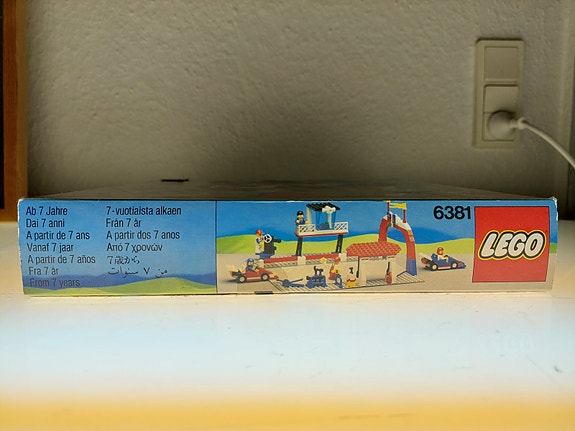 Ab 7 Jahre
Dai 7 anni
A partir de 7 ans
Vanaf 7 jaar
A partir de 7 años
Fra 7 år
From 7 years
7-vuotiaista alkaen
Från 7 år
A partir dos 7 anos
Από 7 χρονών
7歳から
من ٧ سنوات
6381
LEGO